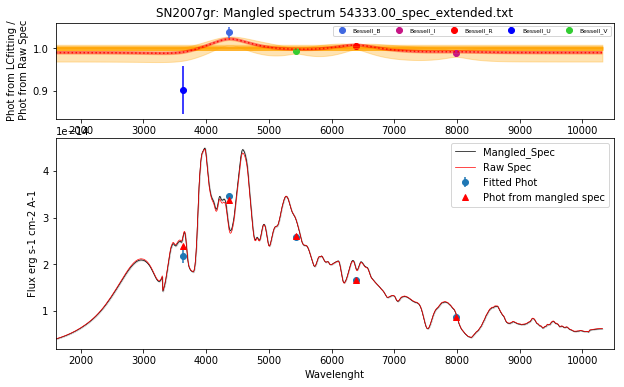 SN2007gr: Mangled spectrum 54333.00_spec_extended.txt
Phot from LCfitting /
Phot from Raw Spec
1.0
0.9
Bessell_B
Bessell_I
Bessell_R
Bessell_U
Bessell_V
2000 3000 4000 5000 6000 7000 8000 9000 10000
1e-14
Flux erg s-1 cm-2 A-1
4
3
2
1
Mangled_Spec
Raw Spec
Fitted Phot
Phot from mangled spec
2000 3000 4000 5000 6000 7000 8000 9000 10000
Wavelenght